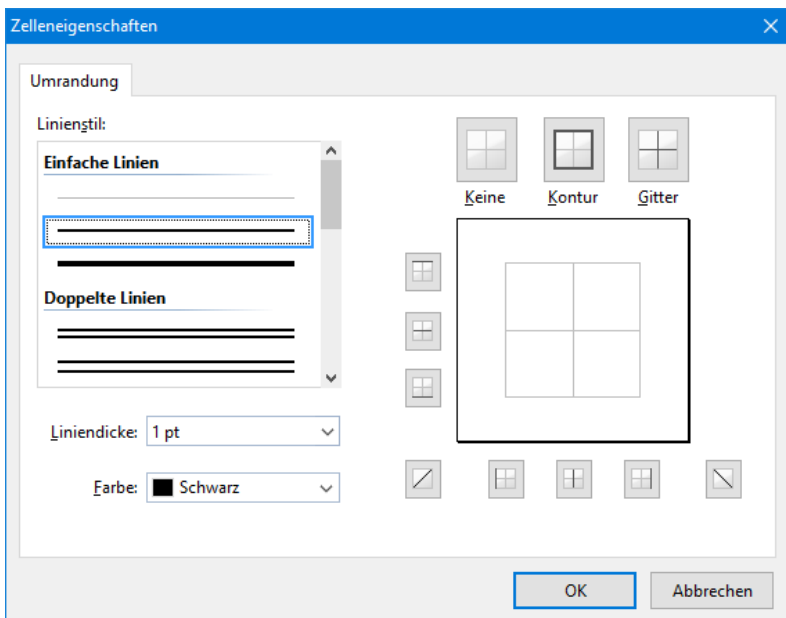 Zelleneigenschaften
Umrandung
Linienstil:
Einfache Linien
Doppelte Linien
Liniendicke: 1 pt
Farbe: Schwarz
Keine Kontur Gitter
OK Abbrechen